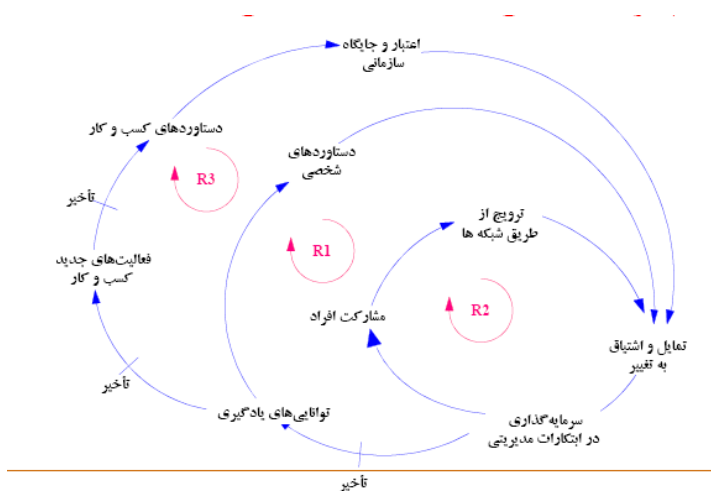 اعتبار و جایگاه
سازمانی
دستاوردهای کسب و کار
دستاوردهای
شخصی
R3
تأخیر
ترویج از
طریق شبکه ها
R1
فعالیت‌های جدید
کسب و کار
مشارکت افراد
R2
تمایل و اشتیاق
به تغییر
تأخیر
توانایی‌های یادگیری
سرمایه‌گذاری
در ابتکارات مدیریتی
تأخیر